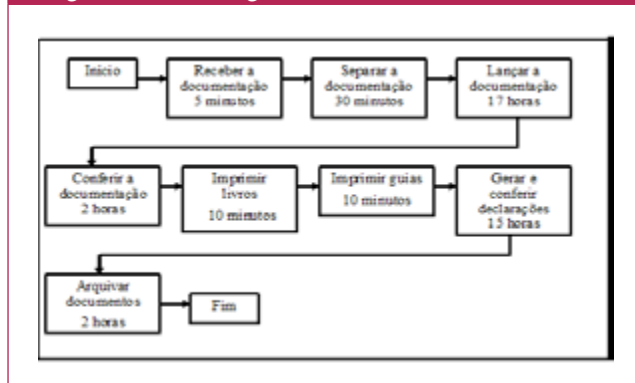 Início
Receber a
documentação
5 minutos
Separar a
documentação
30 minutos
Lançar a
documentação
17 horas
Conferir a
documentação
2 horas
Imprimir
livros
10 minutos
Imprimir guias
10 minutos
Gerar e
conferir
declarações
15 horas
Arquivar
documentos
2 horas
Fim